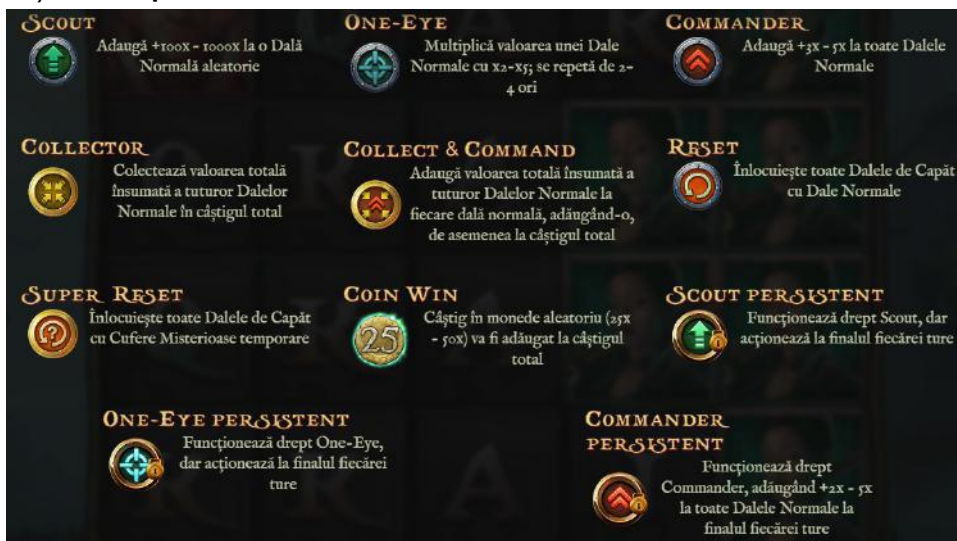 SCOUT
Adaugă +100x - 1000x la o Dală
Normală aleatorie
ONE-EYE
Multiplică valoarea unei Dale
Normale cu x2-x5; se repetă de 2-
4 ori
COMMANDER
Adaugă +3x - 5x la toate Dalele
Normale
COLLECTOR
Colectează valoarea totală
însumată a tuturor Dalelor
Normale în câștigul total
COLLECT & COMMAND
Adaugă valoarea totală însumată a
tuturor Dalelor Normale la
fiecare dală normală, adăugând-o,
de asemenea la câștigul total
RESET
Înlocuiește toate Dalele de Capăt
cu Dale Normale
SUPER RESET
Înlocuiește toate Dalele de Capăt
cu Cufere Misterioase temporare
COIN WIN
25
Câștig in monede aleatoriu (25x
- 50x) va fi adăugat la câștigul
total
SCOUT PERSISTENT
Funcționează drept Scout, dar
acționează la finalul fiecărei ture
ONE-EYE PERSISTENT
Funcționează drept One-Eye,
dar acționează la finalul fiecărei
ture
COMMANDER
PERSISTENT
Funcționează drept
Commander, adăugând +2x - 5x
la toate Dalele Normale la
finalul fiecărei ture